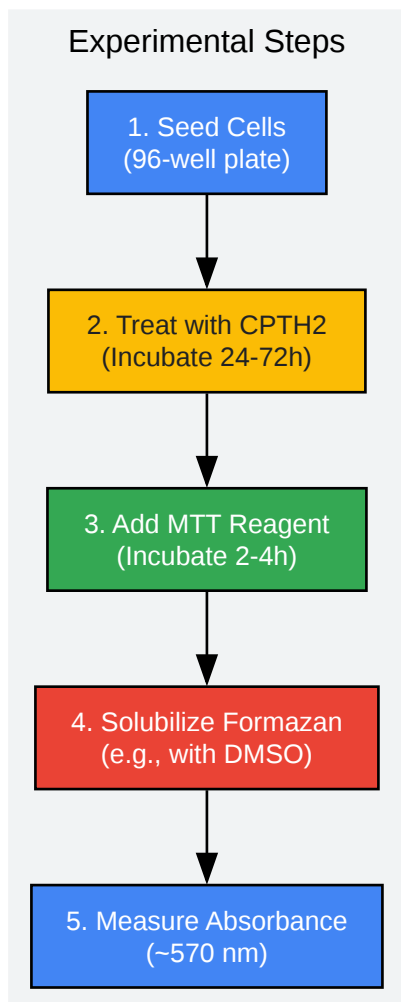 Experimental Steps
1. Seed Cells
(96-well plate)
2. Treat with CPTH2
(Incubate 24-72h)
3. Add MTT Reagent
(Incubate 2-4h)
4. Solubilize Formazan
(e.g., with DMSO)
5. Measure Absorbance
(~570 nm)